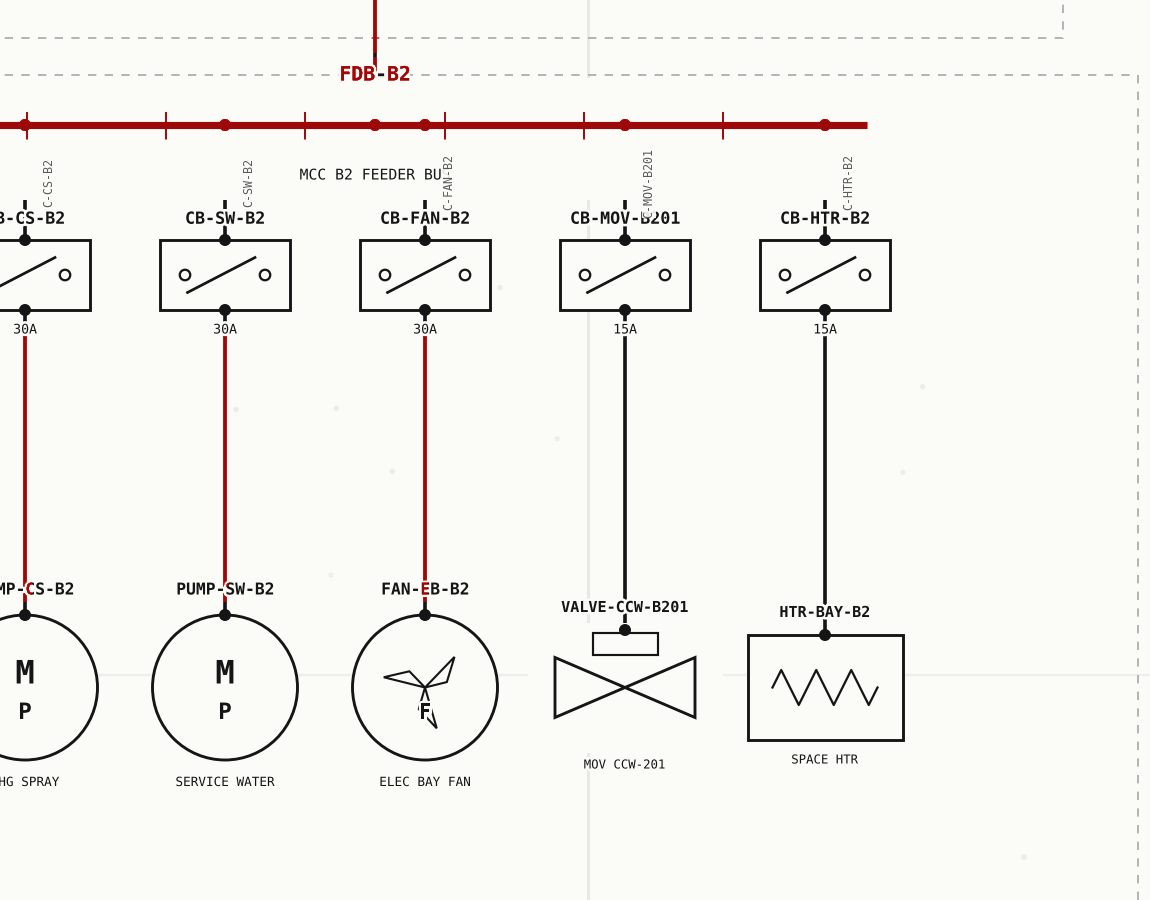 FDB-B2
MCC B2 FEEDER BU
C-CS-B2
C-SW-B2
C-FAN-B2
C-MOV-B201
C-HTR-B2
B-CS-B2
CB-SW-B2
CB-FAN-B2
CB-MOV-B201
CB-HTR-B2
30A
30A
30A
15A
15A
MP-CS-B2
PUMP-SW-B2
FAN-EB-B2
VALVE-CCW-B201
HTR-BAY-B2
M
P
M
P
F
HG SPRAY
SERVICE WATER
ELEC BAY FAN
MOV CCW-201
SPACE HTR